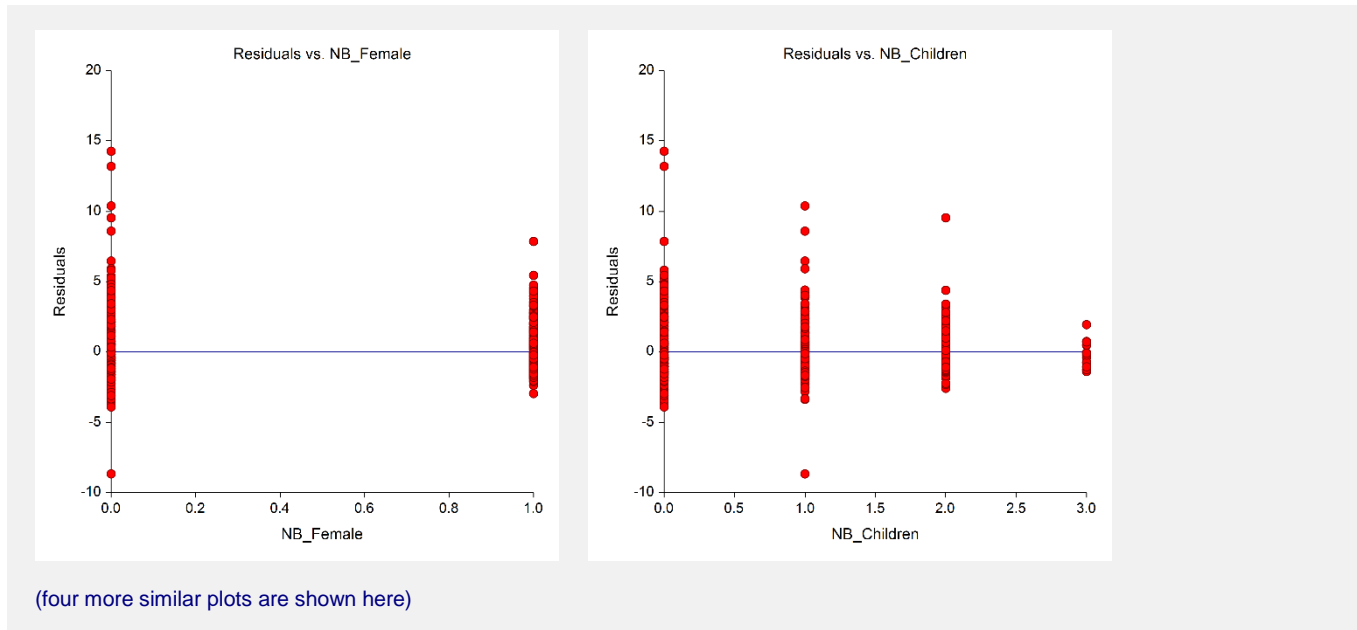 Residuals vs. NB_Female
20
15
10
5
0
-5
-10
Residuals
0.0 0.2 0.4 0.6 0.8 1.0
NB_Female
Residuals vs. NB_Children
20
15
10
5
0
-5
-10
Residuals
0.0 0.5 1.0 1.5 2.0 2.5 3.0
NB_Children
(four more similar plots are shown here)